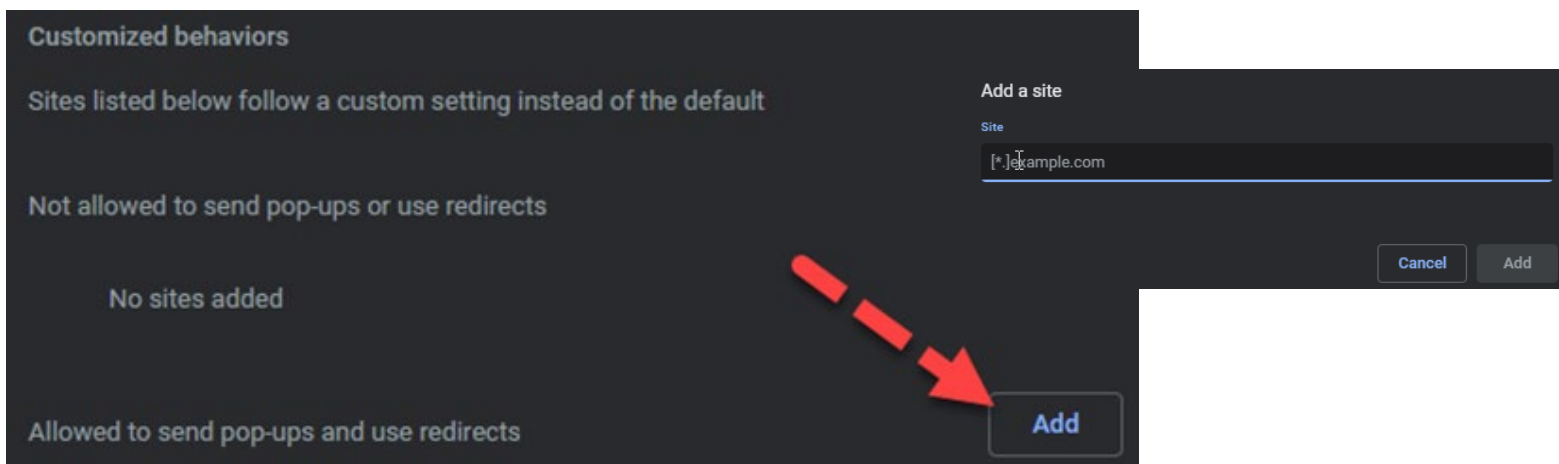 Customized behaviors
Sites listed below follow a custom setting instead of the default
Not allowed to send pop-ups or use redirects
No sites added
Allowed to send pop-ups and use redirects
Add
Add a site
Site
[*.]example.com
Cancel
Add